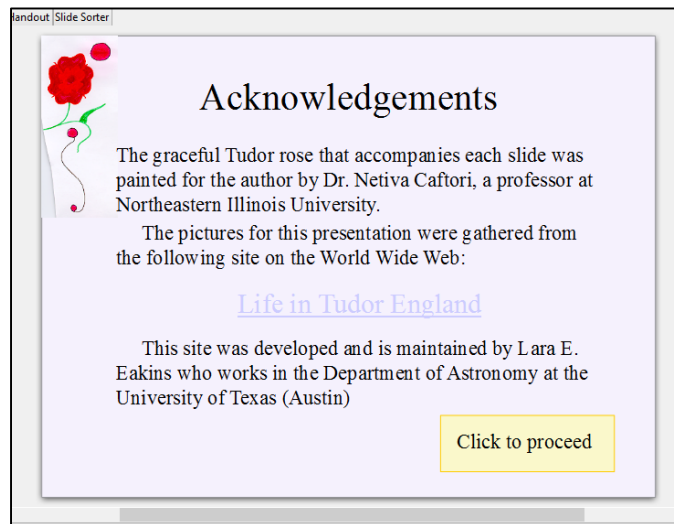 Handout Slide Sorter
Acknowledgements
The graceful Tudor rose that accompanies each slide was
painted for the author by Dr. Netiva Caftori, a professor at
Northeastern Illinois University.
The pictures for this presentation were gathered from
the following site on the World Wide Web:
Life in Tudor England
This site was developed and is maintained by Lara E.
Eakins who works in the Department of Astronomy at the
University of Texas (Austin)
Click to proceed